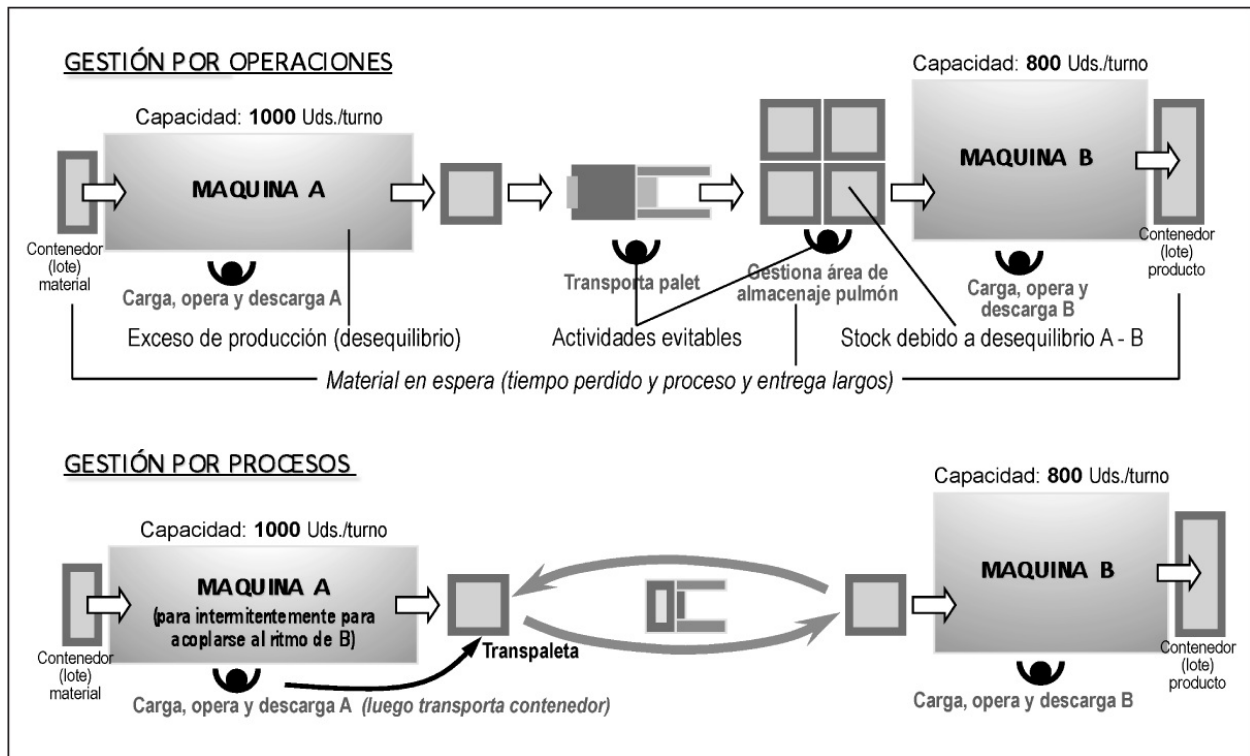 GESTIÓN POR OPERACIONES
Capacidad: 1000 Uds./turno
Capacidad: 800 Uds./turno
MAQUINA A
MAQUINA B
Contenedor
(lote)
material
Carga, opera y descarga A
Transporta palet
Gestiona área de
almacenaje pulmón
Carga, opera y
descarga B
Contenedor
(lote)
producto
Exceso de producción (desequilibrio)
Actividades evitables
Stock debido a desequilibrio A - B
Material en espera (tiempo perdido y proceso y entrega largos)
GESTIÓN POR PROCESOS
Capacidad: 1000 Uds./turno
Capacidad: 800 Uds./turno
MAQUINA A
(para intermitentemente para
acoplarse al ritmo de B)
MAQUINA B
Contenedor
(lote)
material
Transpaleta
Carga, opera y descarga A (luego transporta contenedor)
Carga, opera y descarga B
Contenedor
(lote)
producto